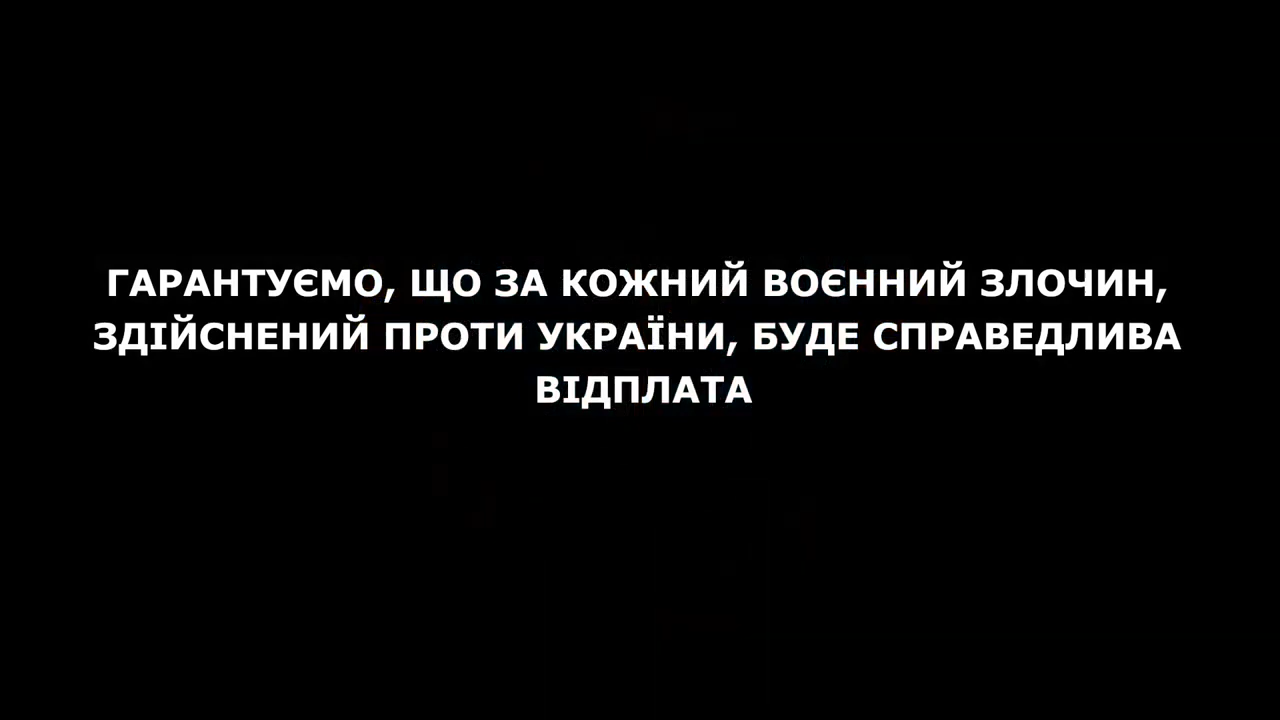 ГАРАНТУЄМО, ЩО ЗА КОЖНИЙ ВОЄННИЙ ЗЛОЧИН,
ЗДІЙСНЕНИЙ ПРОТИ УКРАЇНИ, БУДЕ СПРАВЕДЛИВА
ВІДПЛАТА